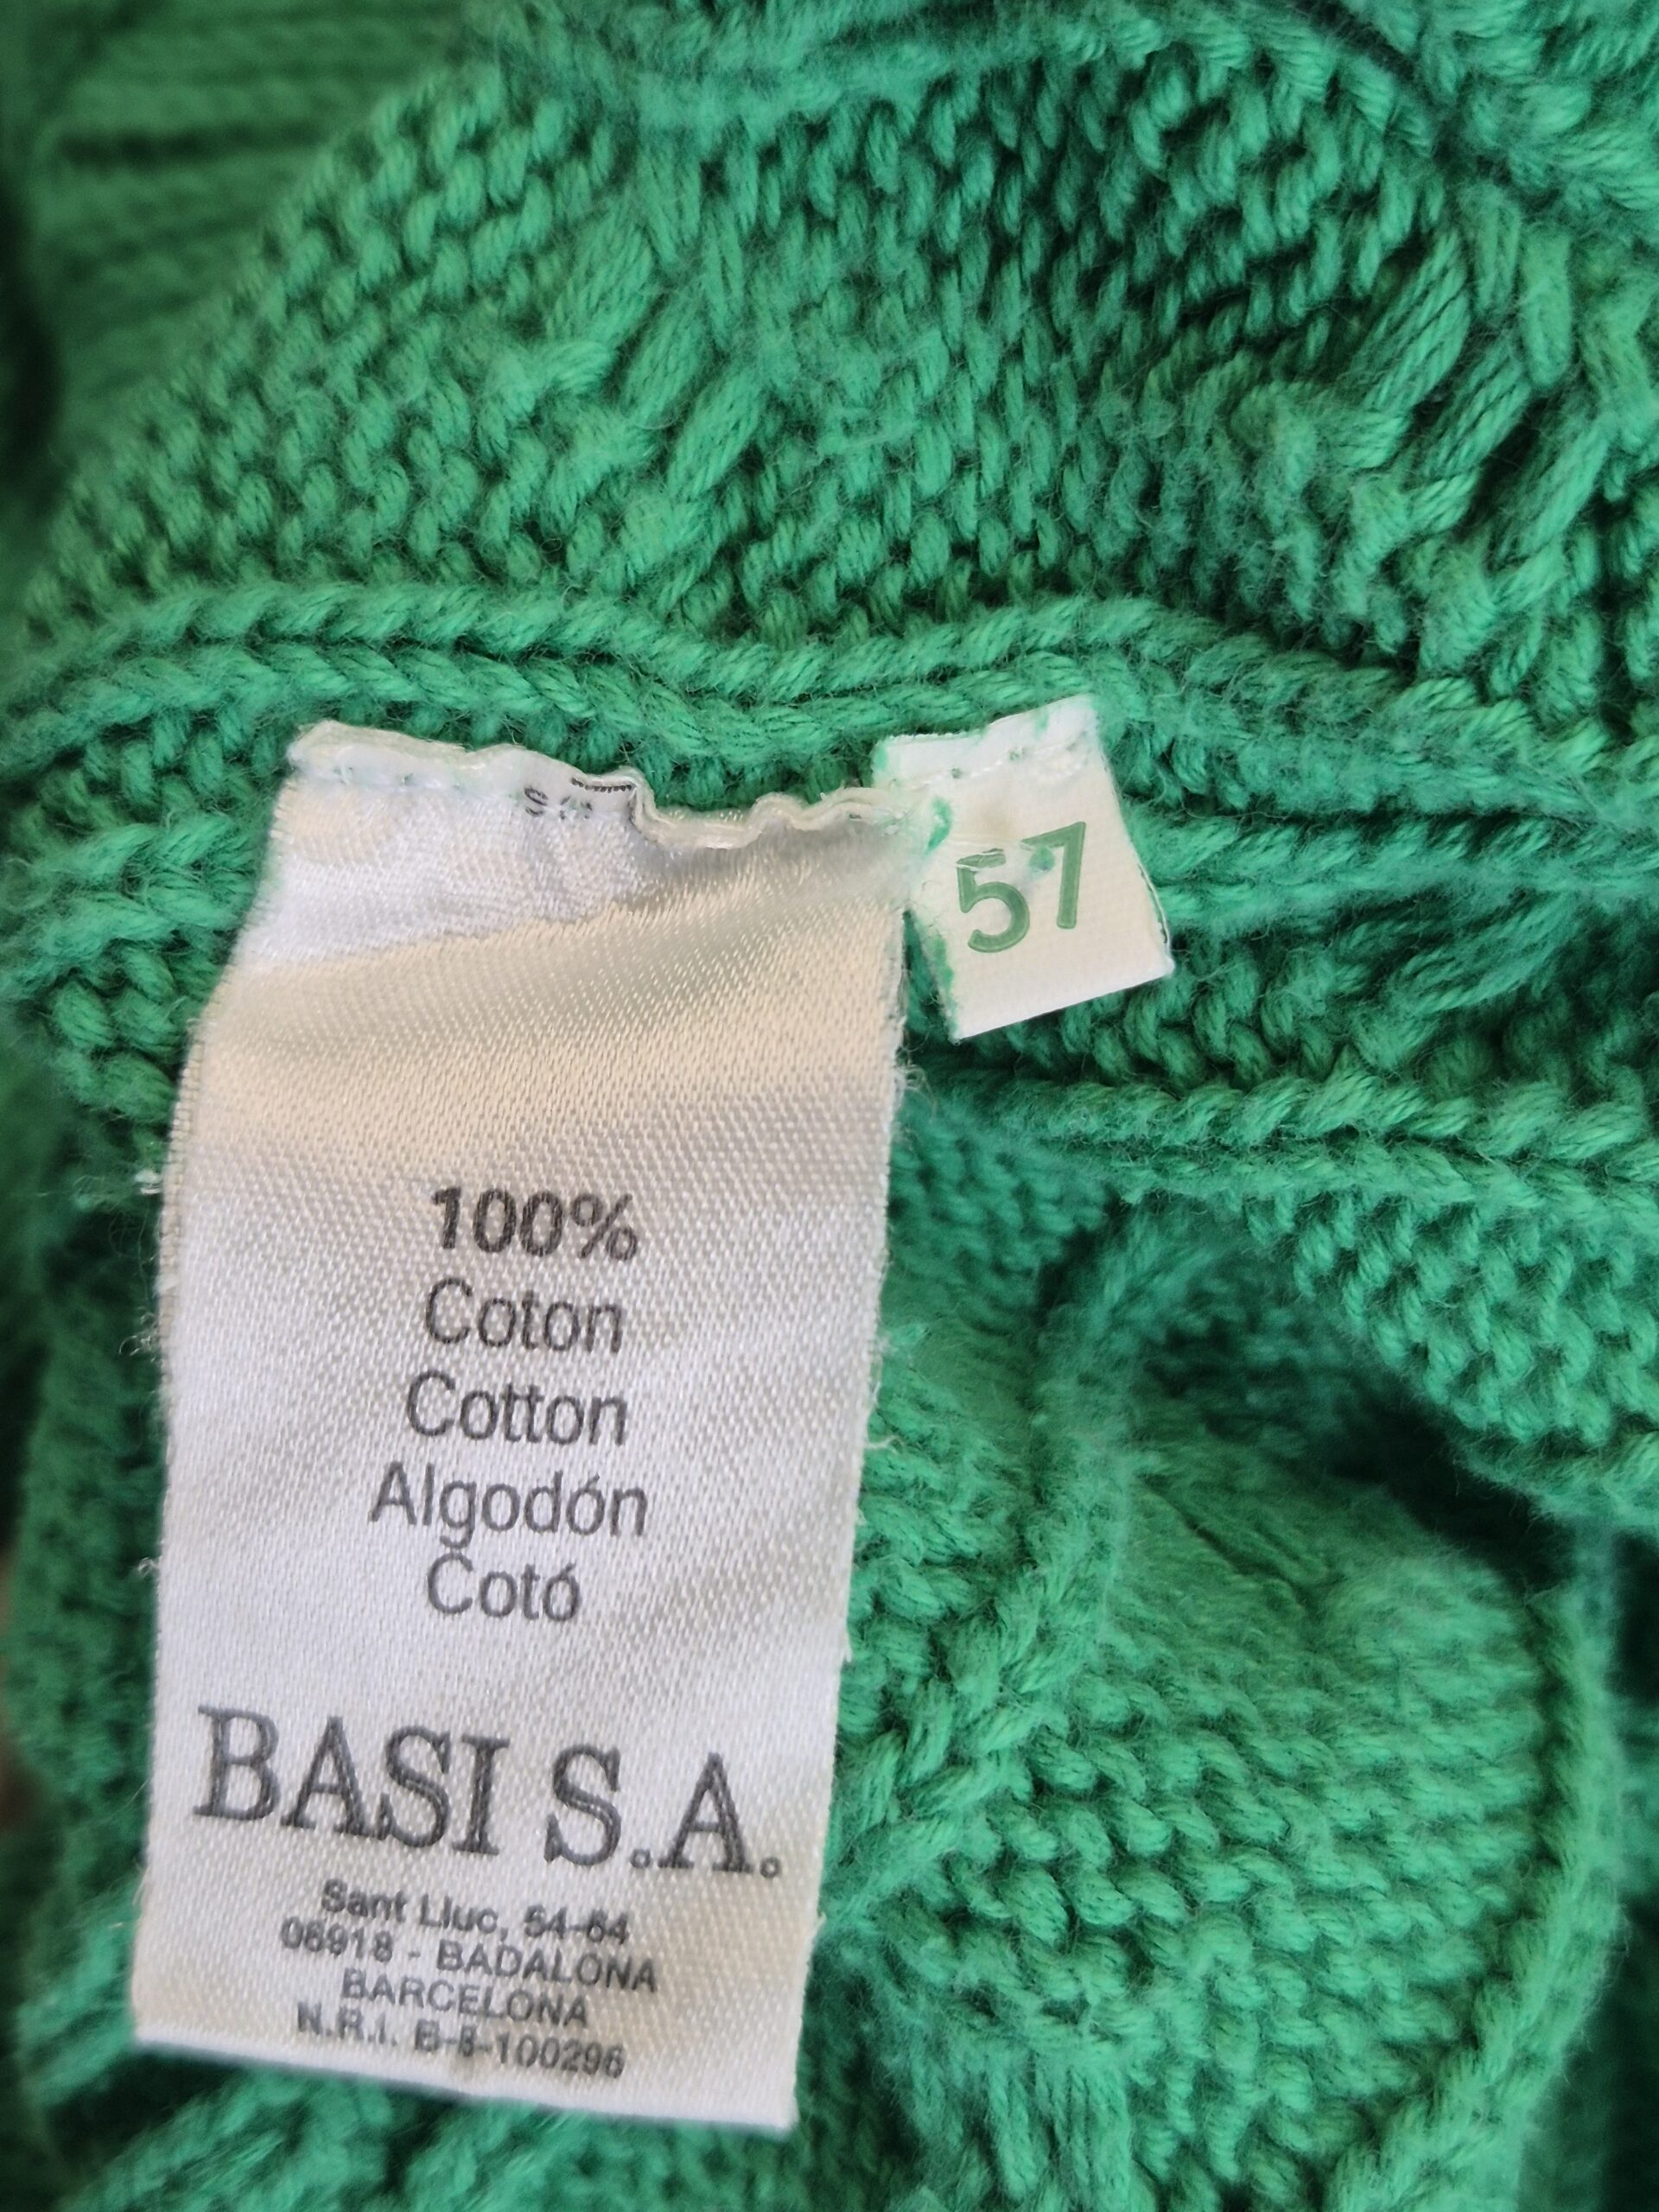 57
100%
Coton
Cotton
Algodón
Cotó
BASI S.A.
Sant Lluc, 54-64
08918 - BADALONA
BARCELONA
N.R.I. B-8-100296